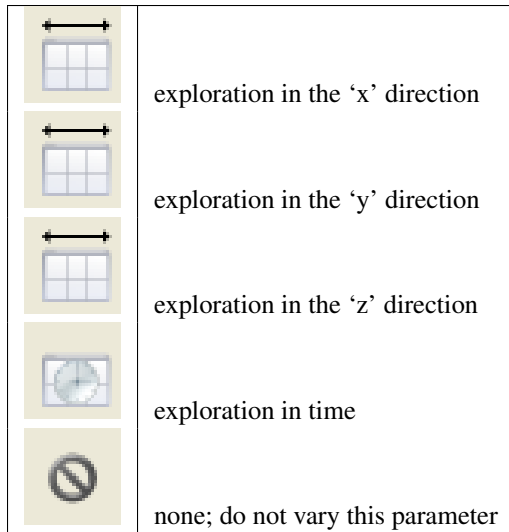 exploration in the ‘x’ direction
exploration in the ‘y’ direction
exploration in the ‘z’ direction
exploration in time
none; do not vary this parameter